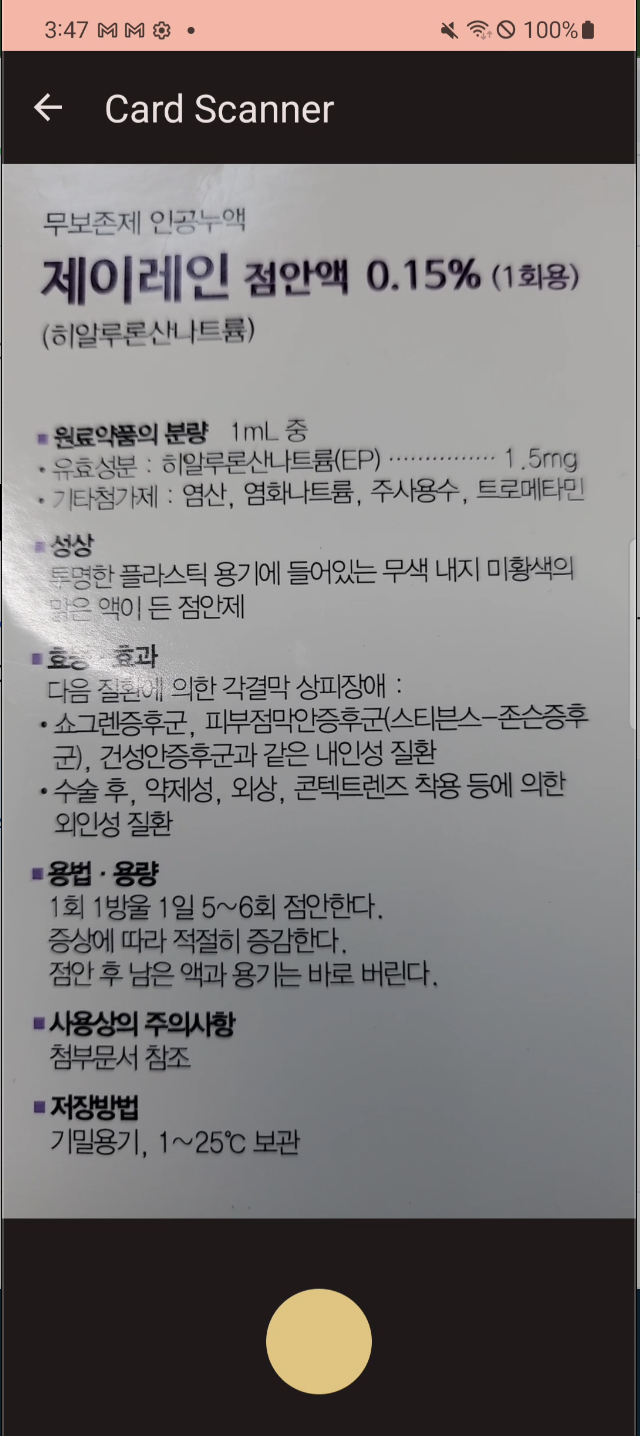 3:47
100%
Card Scanner
무보존제 인공누액
제이레인 점안액 0.15% (1회용)
(히알루론산나트륨)
원료약품의 분량 1mL 중
• 유효성분 : 히알루론산나트륨(EP) ················ 1.5mg
• 기타첨가제 : 염산, 염화나트륨, 주사용수, 트로메타민
성상
투명한 플라스틱 용기에 들어있는 무색 내지 미황색의
맑은 액이 든 점안제
효능 · 효과
다음 질환에 의한 각결막 상피장애 :
• 쇼그렌증후군, 피부점막안증후군(스티븐스-존슨증후
군), 건성안증후군과 같은 내인성 질환
• 수술 후, 약제성, 외상, 콘텍트렌즈 착용 등에 의한
외인성 질환
용법 · 용량
1회 1방울 1일 5~6회 점안한다.
증상에 따라 적절히 증감한다.
점안 후 남은 액과 용기는 바로 버린다.
사용상의 주의사항
첨부문서 참조
저장방법
기밀용기, 1~25℃ 보관